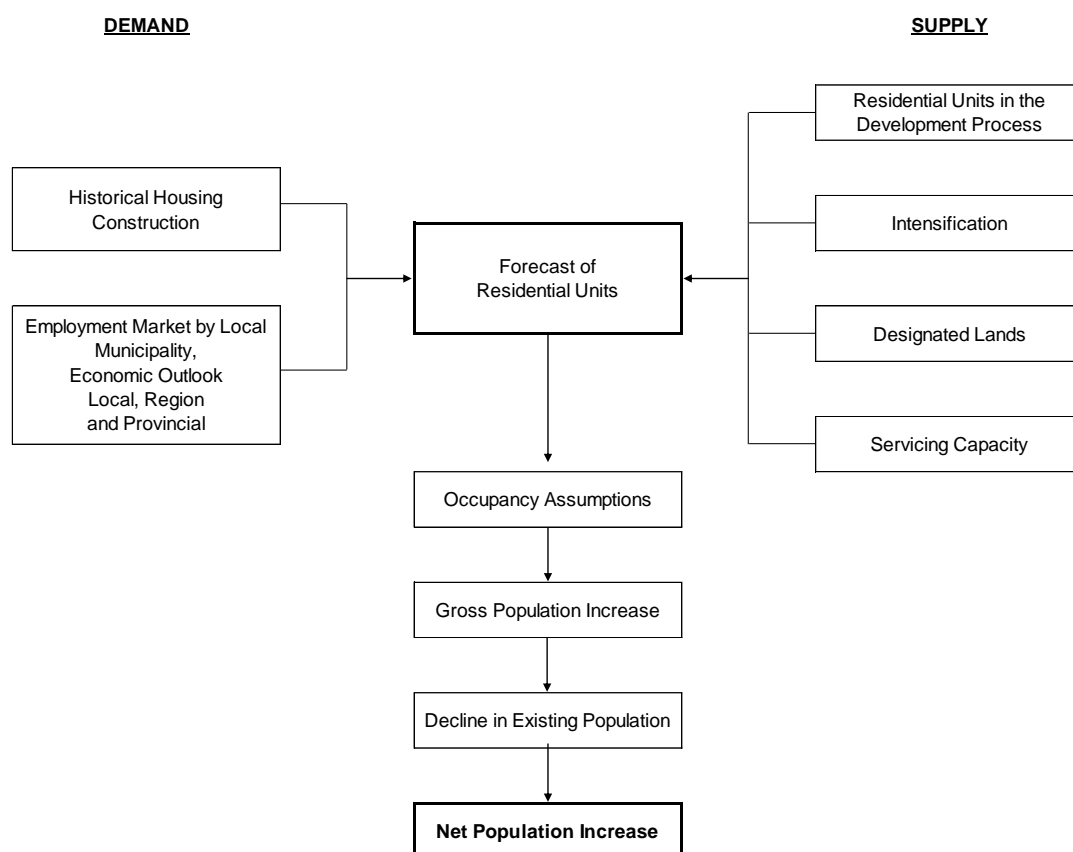 DEMAND
SUPPLY
Residential Units in the
Development Process
Historical Housing
Construction
Intensification
Forecast of
Residential Units
Employment Market by Local
Municipality,
Economic Outlook
Local, Region
and Provincial
Designated Lands
Servicing Capacity
Occupancy Assumptions
Gross Population Increase
Decline in Existing Population
Net Population Increase